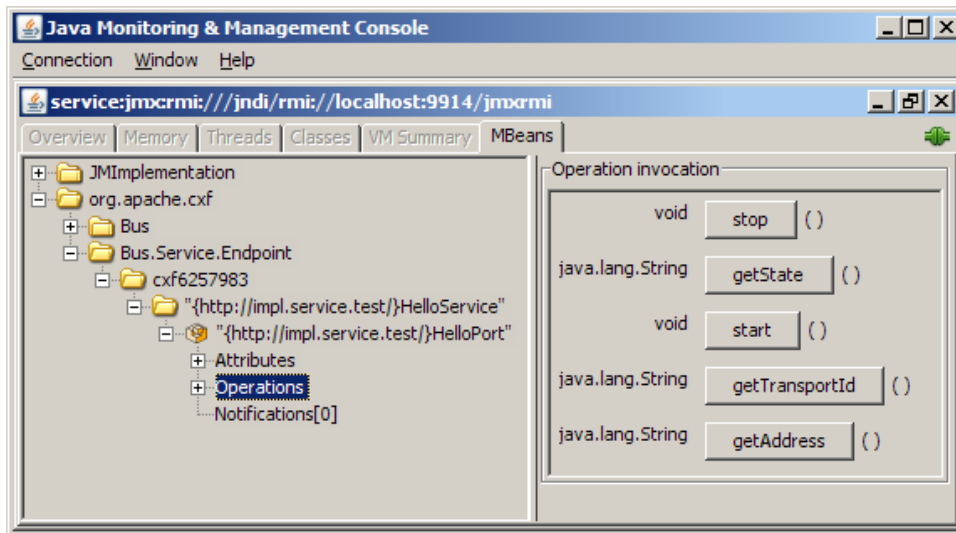 Java Monitoring & Management Console
Connection Window Help
service:jmx:rmi:///jndi/rmi://localhost:9914/jmxrmi
Overview Memory Threads Classes VM Summary MBeans
JMImplementation
org.apache.cxf
Bus
Bus.Service.Endpoint
cxf6257983
"{http://impl.service.test/}HelloService"
"{http://impl.service.test/}HelloPort"
Attributes
Operations
Notifications[0]
Operation invocation
void stop ( )
java.lang.String getState ( )
void start ( )
java.lang.String getTransportId ( )
java.lang.String getAddress ( )